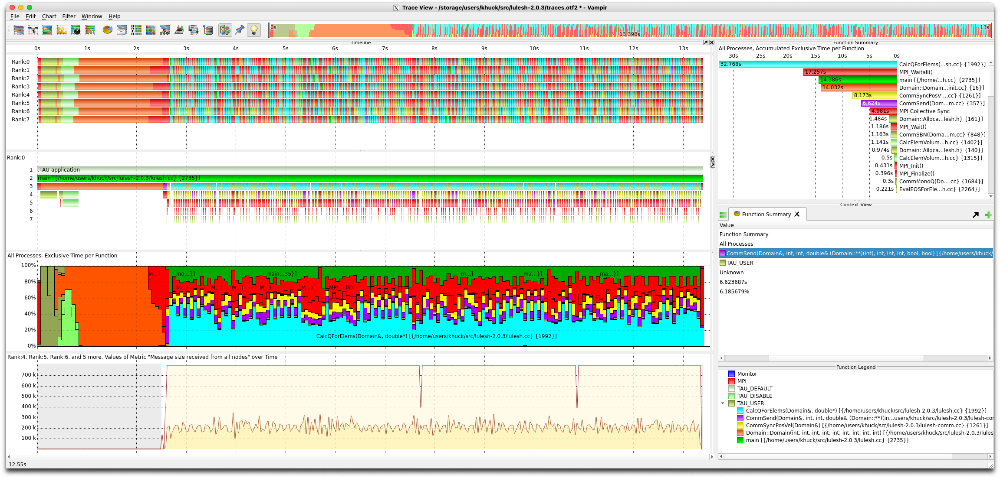 Trace View - /storage/users/khuck/src/lulesh-2.0.3/traces.otf2 * - Vampir
File Edit Chart Filter Window Help
0s 13.398s 13s
Timeline
0s 1s 2s 3s 4s 5s 6s 7s 8s 9s 10s 11s 12s 13s
Rank:0
Rank:1
Rank:2
Rank:3
Rank:4
Rank:5
Rank:6
Rank:7
Rank:0
1 .TAU application
2 main [{/home/users/khuck/src/lulesh-2.0.3/lulesh.cc} {2735}]
3
4
5
6
7
All Processes, Exclusive Time per Function
100%
80%
60%
40%
20%
0%
M...) ma...}] main...35}] m...] ma...}] ma...}]
M...) M...) M...) M...) M...) MPI_...ll()
CalcQForElems(Domain&, double*) [{/home/users/khuck/src/lulesh-2.0.3/lulesh.cc} {1992}]
Rank:4, Rank:5, Rank:6, and 5 more, Values of Metric "Message size received from all nodes" over Time
700 k
600 k
500 k
400 k
300 k
200 k
100 k
12.55s
Function Summary
All Processes, Accumulated Exclusive Time per Function
30s 25s 20s 15s 10s 5s 0s
32.768s CalcQForElems(...sh.cc} {1992}]
17.257s MPI_Waitall()
14.386s main [{/home/...h.cc} {2735}]
14.032s Domain::Domain...init.cc} {16}]
8.173s CommSyncPosV....cc} {1261}]
6.624s CommSend(Dom...m.cc} {357}]
4.981s MPI Collective Sync
1.484s Domain::Alloca...lesh.h} {161}]
1.186s MPI_Wait()
1.163s CommSBN(Doma...m.cc} {848}]
1.141s CalcElemVolum...h.cc} {1402}]
0.974s Domain::Alloca...lesh.h} {140}]
0.5s CalcElemVolum...h.cc} {1315}]
0.431s MPI_Init()
0.396s MPI_Finalize()
0.3s CommMonoQ(Do....cc} {1684}]
0.221s EvalEOSForEle...h.cc} {2264}]
Context View
Function Summary
Value
Function Summary
All Processes
CommSend(Domain&, int, int, double& (Domain::**)(int), int, int, int, bool, bool) [{/home/users/khuck/
TAU_USER
Unknown
6.623687s
6.185679%
Function Legend
Monitor
MPI
TAU_DEFAULT
TAU_DISABLE
TAU_USER
CalcQForElems(Domain&, double*) [{/home/users/khuck/src/lulesh-2.0.3/lulesh.cc} {1992}]
CommSend(Domain&, int, int, double& (Domain::**)(in...users/khuck/src/lulesh-2.0.3/lulesh-co
CommSyncPosVel(Domain&) [{/home/users/khuck/src/lulesh-2.0.3/lulesh-comm.cc} {1261}]
Domain::Domain(int, int, int, int, int, int, int, int, int) [{/home/users/khuck/src/lulesh-2.0.3/lules
main [{/home/users/khuck/src/lulesh-2.0.3/lulesh.cc} {2735}]